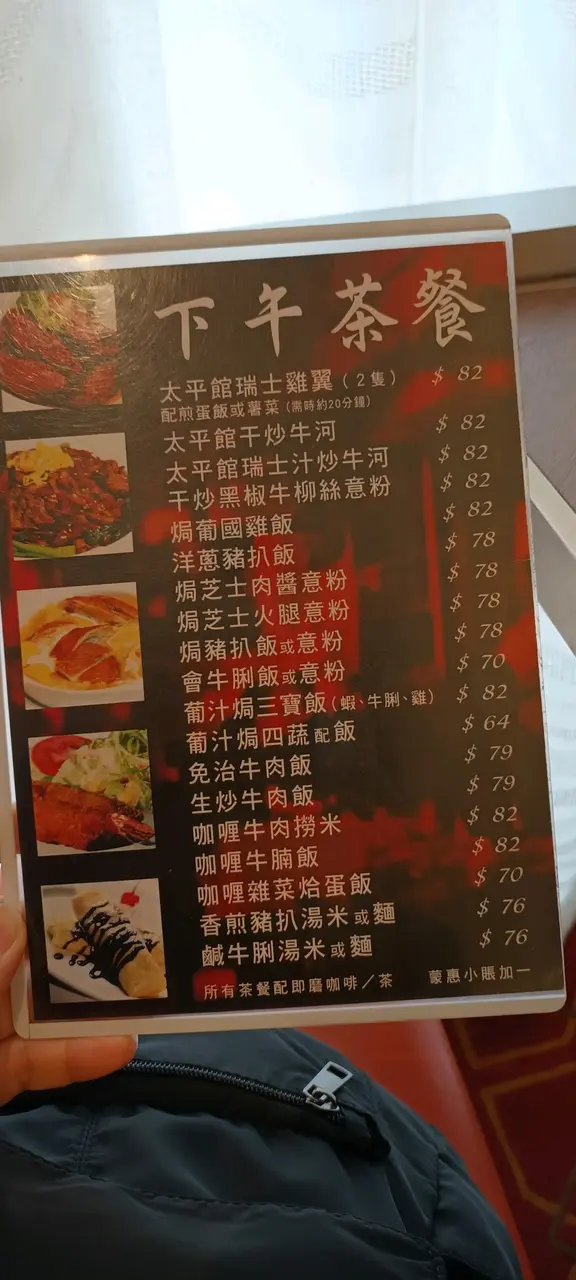 下午茶餐
太平館瑞士雞翼（2隻） $ 82
配煎蛋飯或薯菜（需時約20分鐘）
太平館干炒牛河 $ 82
太平館瑞士汁炒牛河 $ 82
干炒黑椒牛柳絲意粉 $ 82
焗葡國雞飯 $ 82
洋蔥豬扒飯 $ 78
焗芝士肉醬意粉 $ 78
焗芝士火腿意粉 $ 78
焗豬扒飯或意粉 $ 78
會牛脷飯或意粉 $ 70
葡汁焗三寶飯（蝦、牛脷、雞） $ 82
葡汁焗四蔬配飯 $ 64
免治牛肉飯 $ 79
生炒牛肉飯 $ 79
咖喱牛肉撈米 $ 82
咖喱牛腩飯 $ 82
咖喱雜菜烚蛋飯 $ 70
香煎豬扒湯米或麵 $ 76
鹹牛脷湯米或麵 $ 76
所有茶餐配即磨咖啡／茶 蒙惠小賬加一